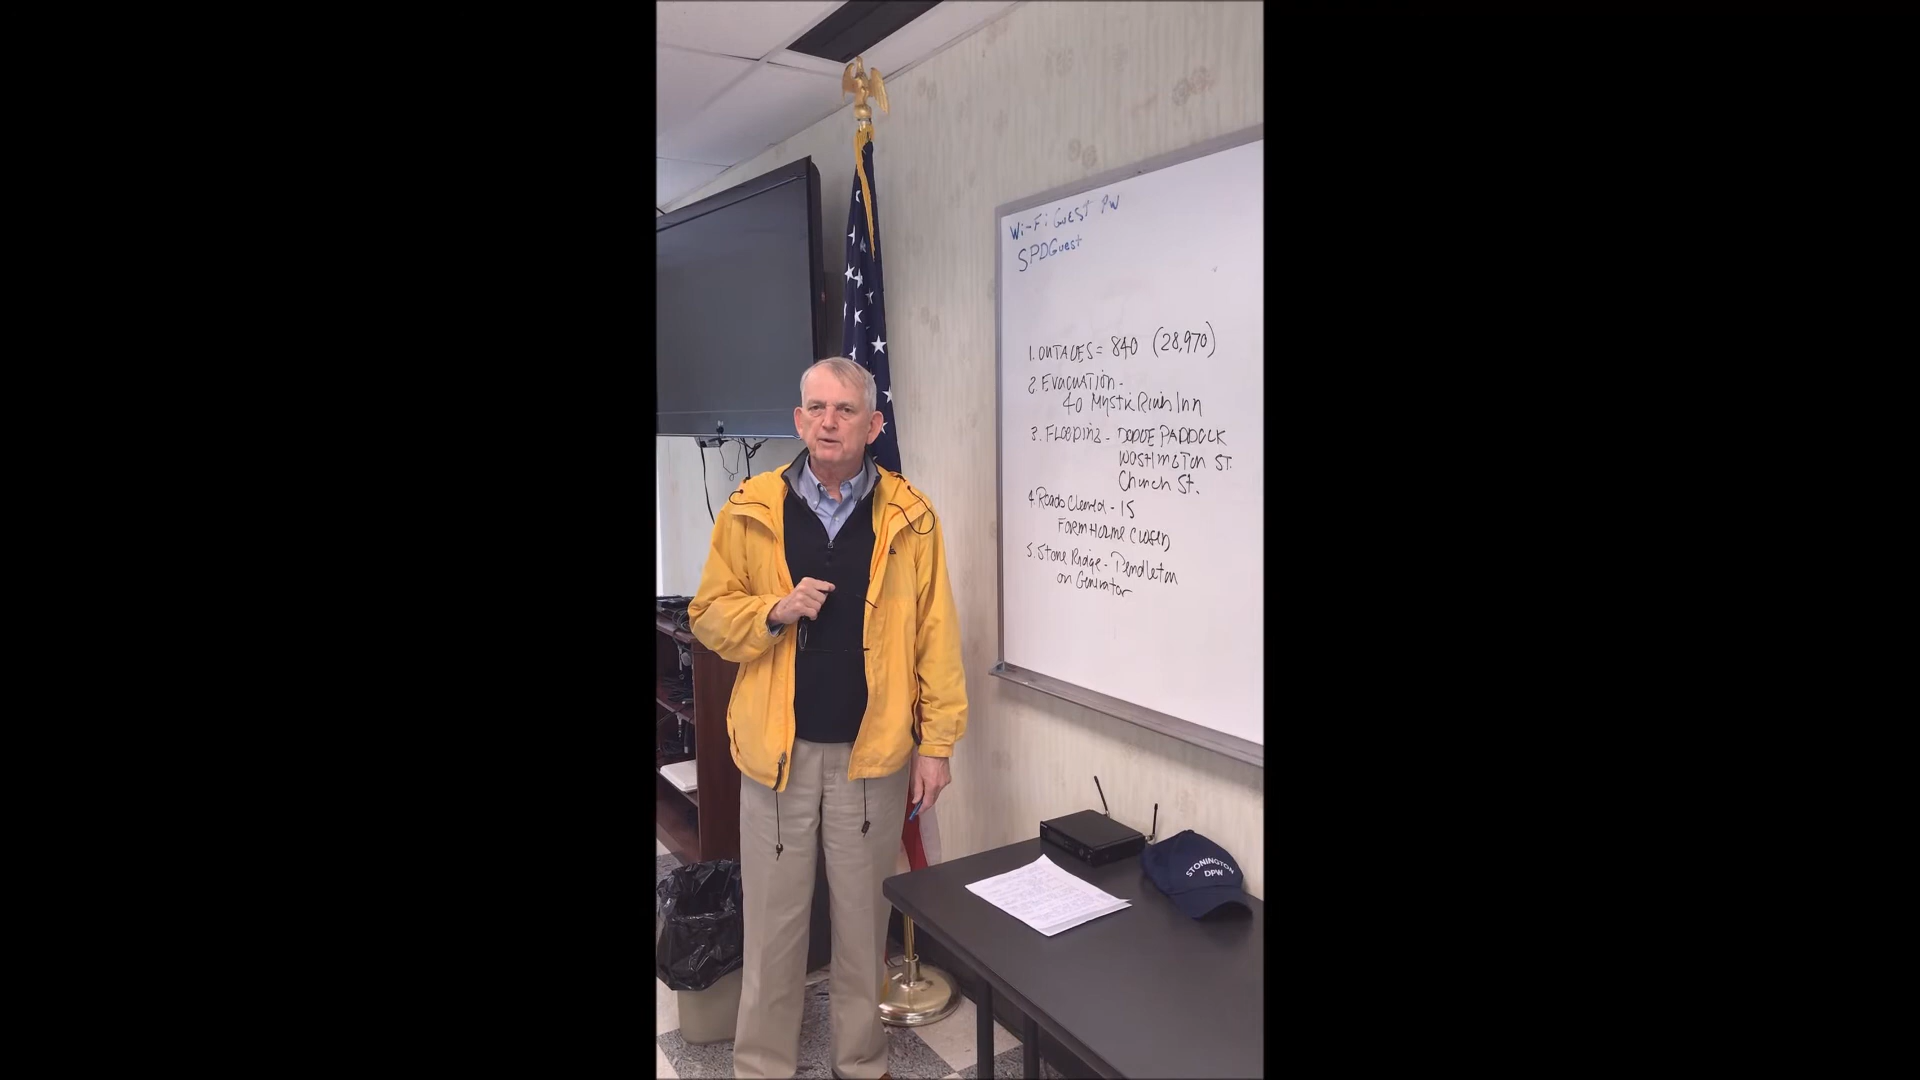 Wi-Fi Guest PW
SPDGuest
1. OUTAGES = 840 (28,970)
2. Evacuation -
40 Mystic River Inn
3. Flooding - DODGE PADDOCK
WASHINGTON ST.
Church St.
4. Roads Cleared - 15
FARMHOLME CLOSED
5. Stone Ridge - Pendleton
on Generator
STONINGTON
DPW